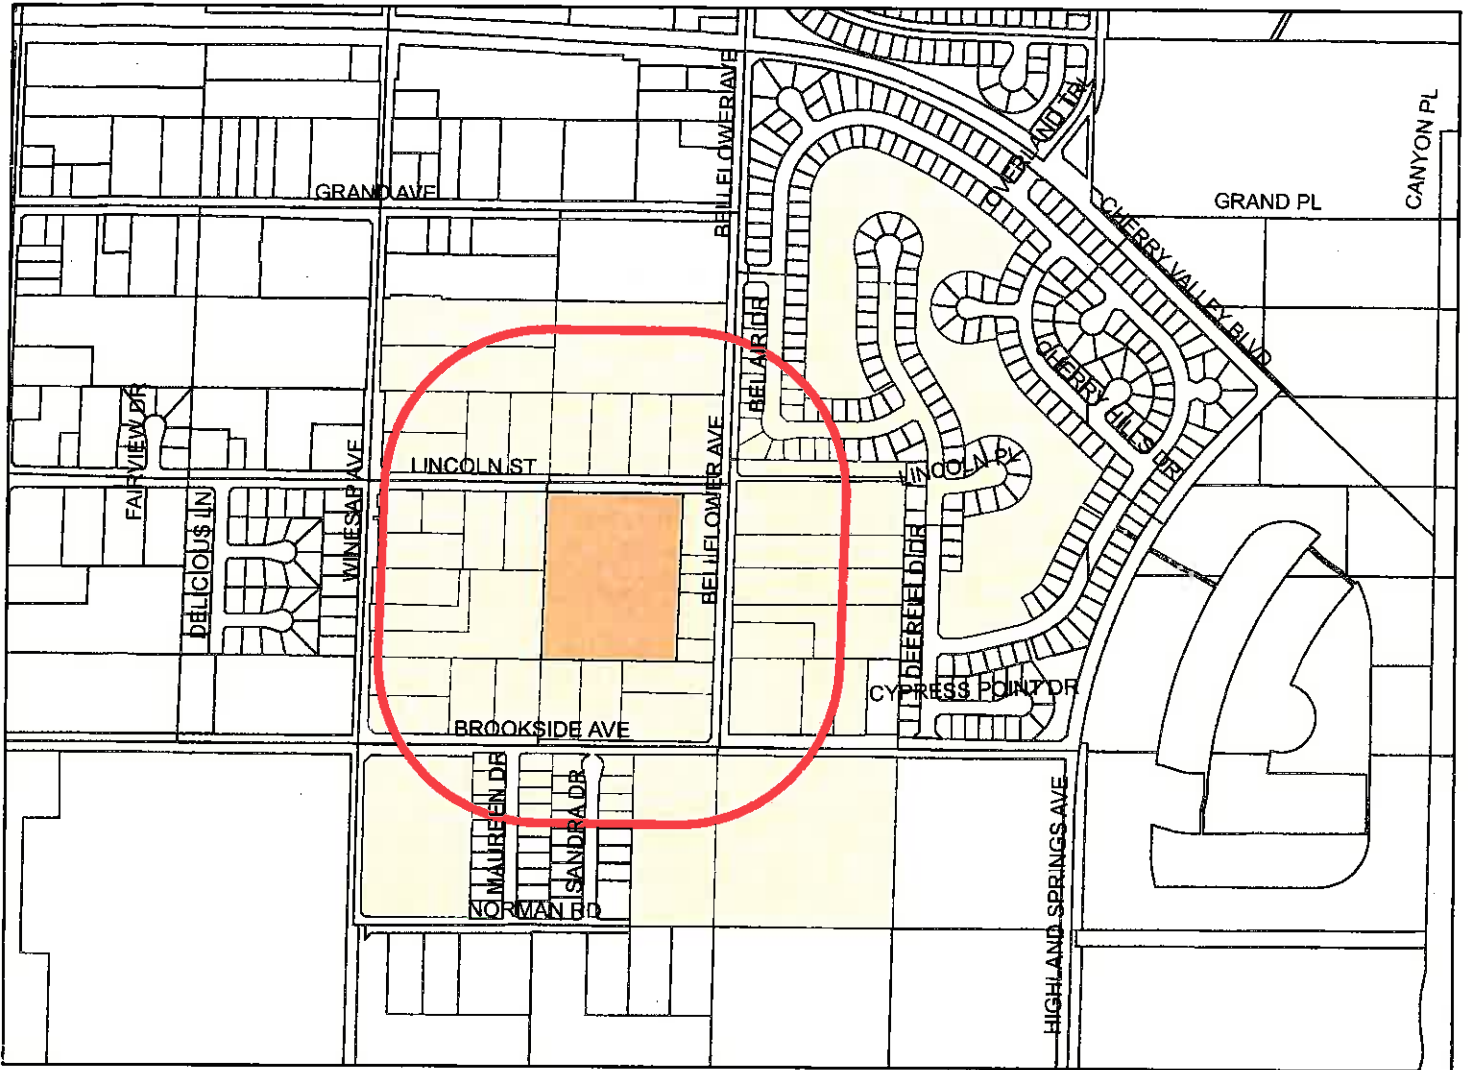 BELLFLOWER AVE
OVERLAND TRL
CANYON PL
GRAND AVE
GRAND PL
CHERRY VALLEY BLVD
BEL AIR DR
CHERRY HILLS DR
FAIRVIEW DR
LINCOLN ST
LINCOLN PL
WINESAP AVE
BELLFLOWER AVE
DELICIOUS LN
DEERFIELD DR
CYPRESS POINT DR
BROOKSIDE AVE
MAUREEN DR
SANDRA DR
HIGHLAND SPRINGS AVE
NORMAN RD